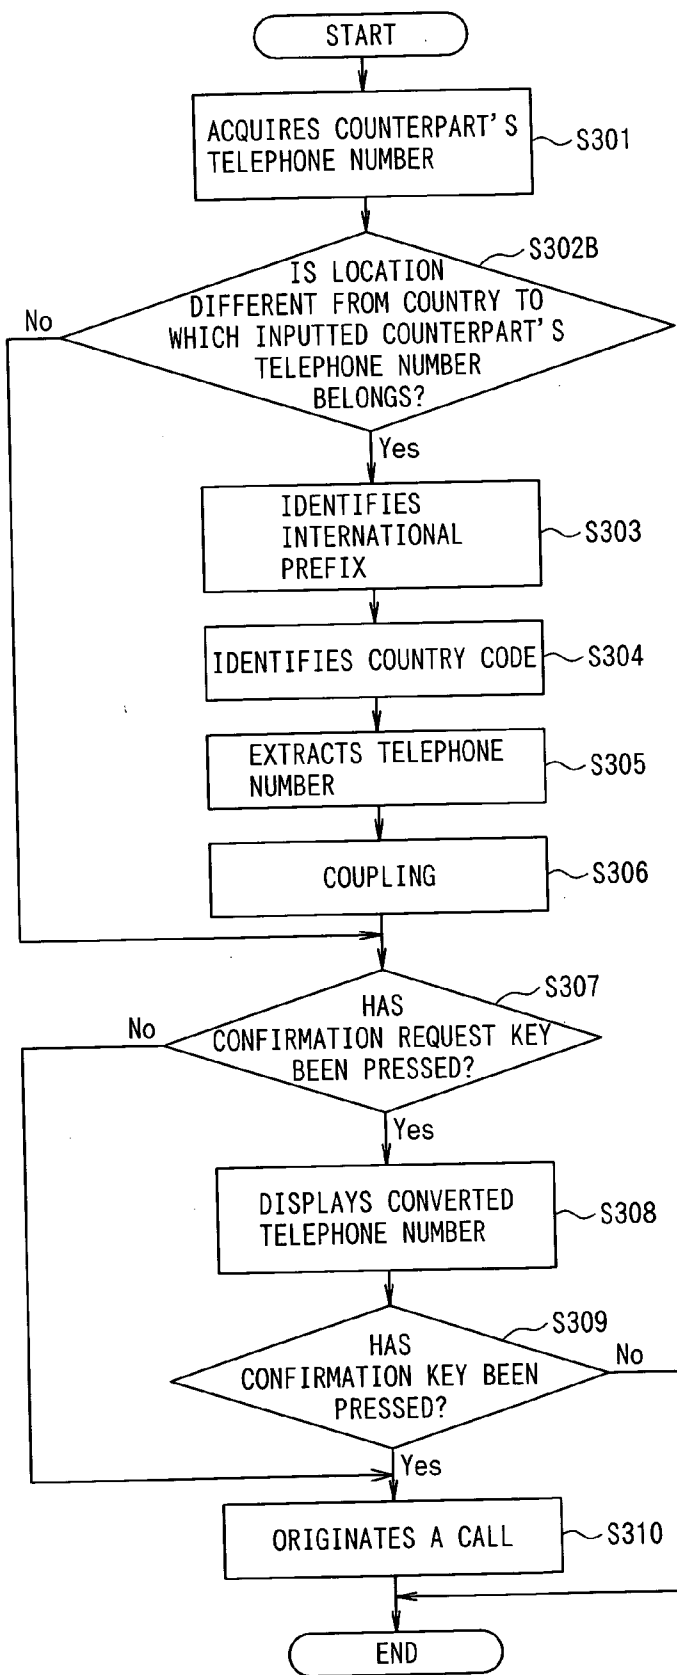 START
ACQUIRES COUNTERPART'S
TELEPHONE NUMBER
S301
S302B
IS LOCATION
DIFFERENT FROM COUNTRY TO
WHICH INPUTTED COUNTERPART'S
TELEPHONE NUMBER
BELONGS?
No
Yes
IDENTIFIES
INTERNATIONAL
PREFIX
S303
IDENTIFIES COUNTRY CODE
S304
EXTRACTS TELEPHONE
NUMBER
S305
COUPLING
S306
S307
HAS
CONFIRMATION REQUEST KEY
BEEN PRESSED?
No
Yes
DISPLAYS CONVERTED
TELEPHONE NUMBER
S308
S309
HAS
CONFIRMATION KEY BEEN
PRESSED?
No
Yes
ORIGINATES A CALL
S310
END